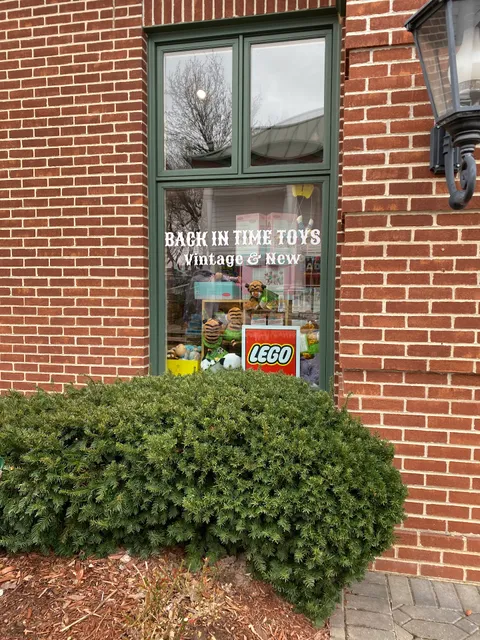 BACK IN TIME TOYS
Vintage & New
LEGO